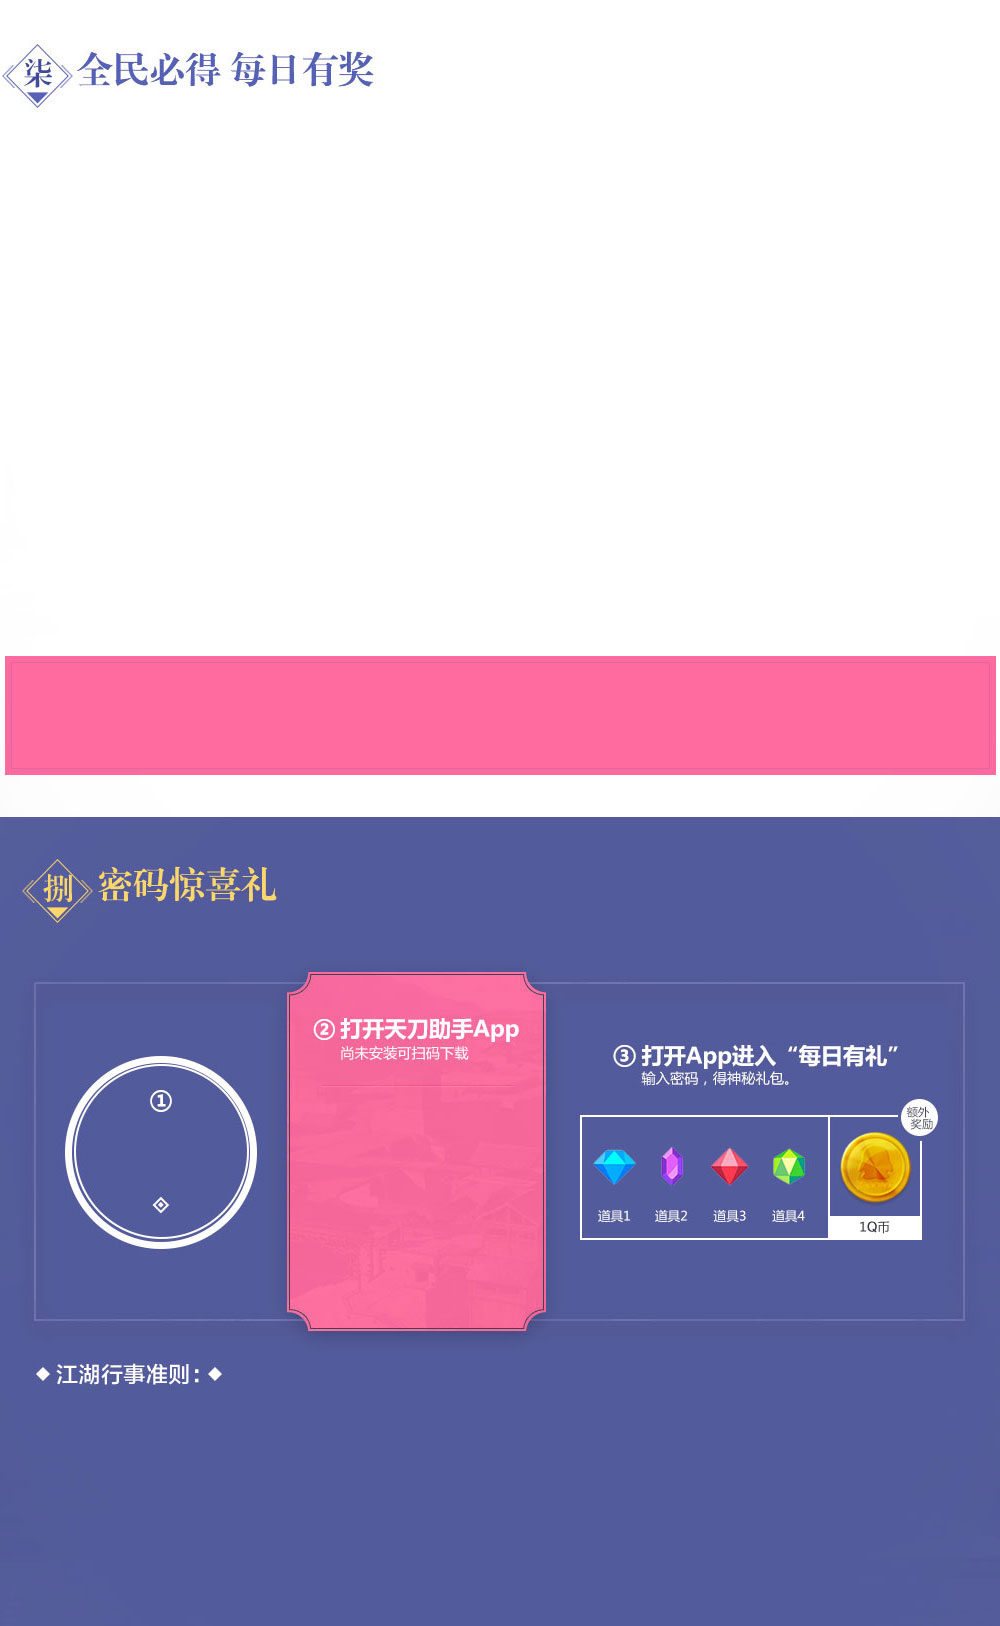 柒 全民必得 每日有奖
捌 密码惊喜礼
①
② 打开天刀助手App
尚未安装可扫码下载
③ 打开App进入“每日有礼”
输入密码，得神秘礼包。
额外
奖励
道具1 道具2 道具3 道具4
1Q币
江湖行事准则：